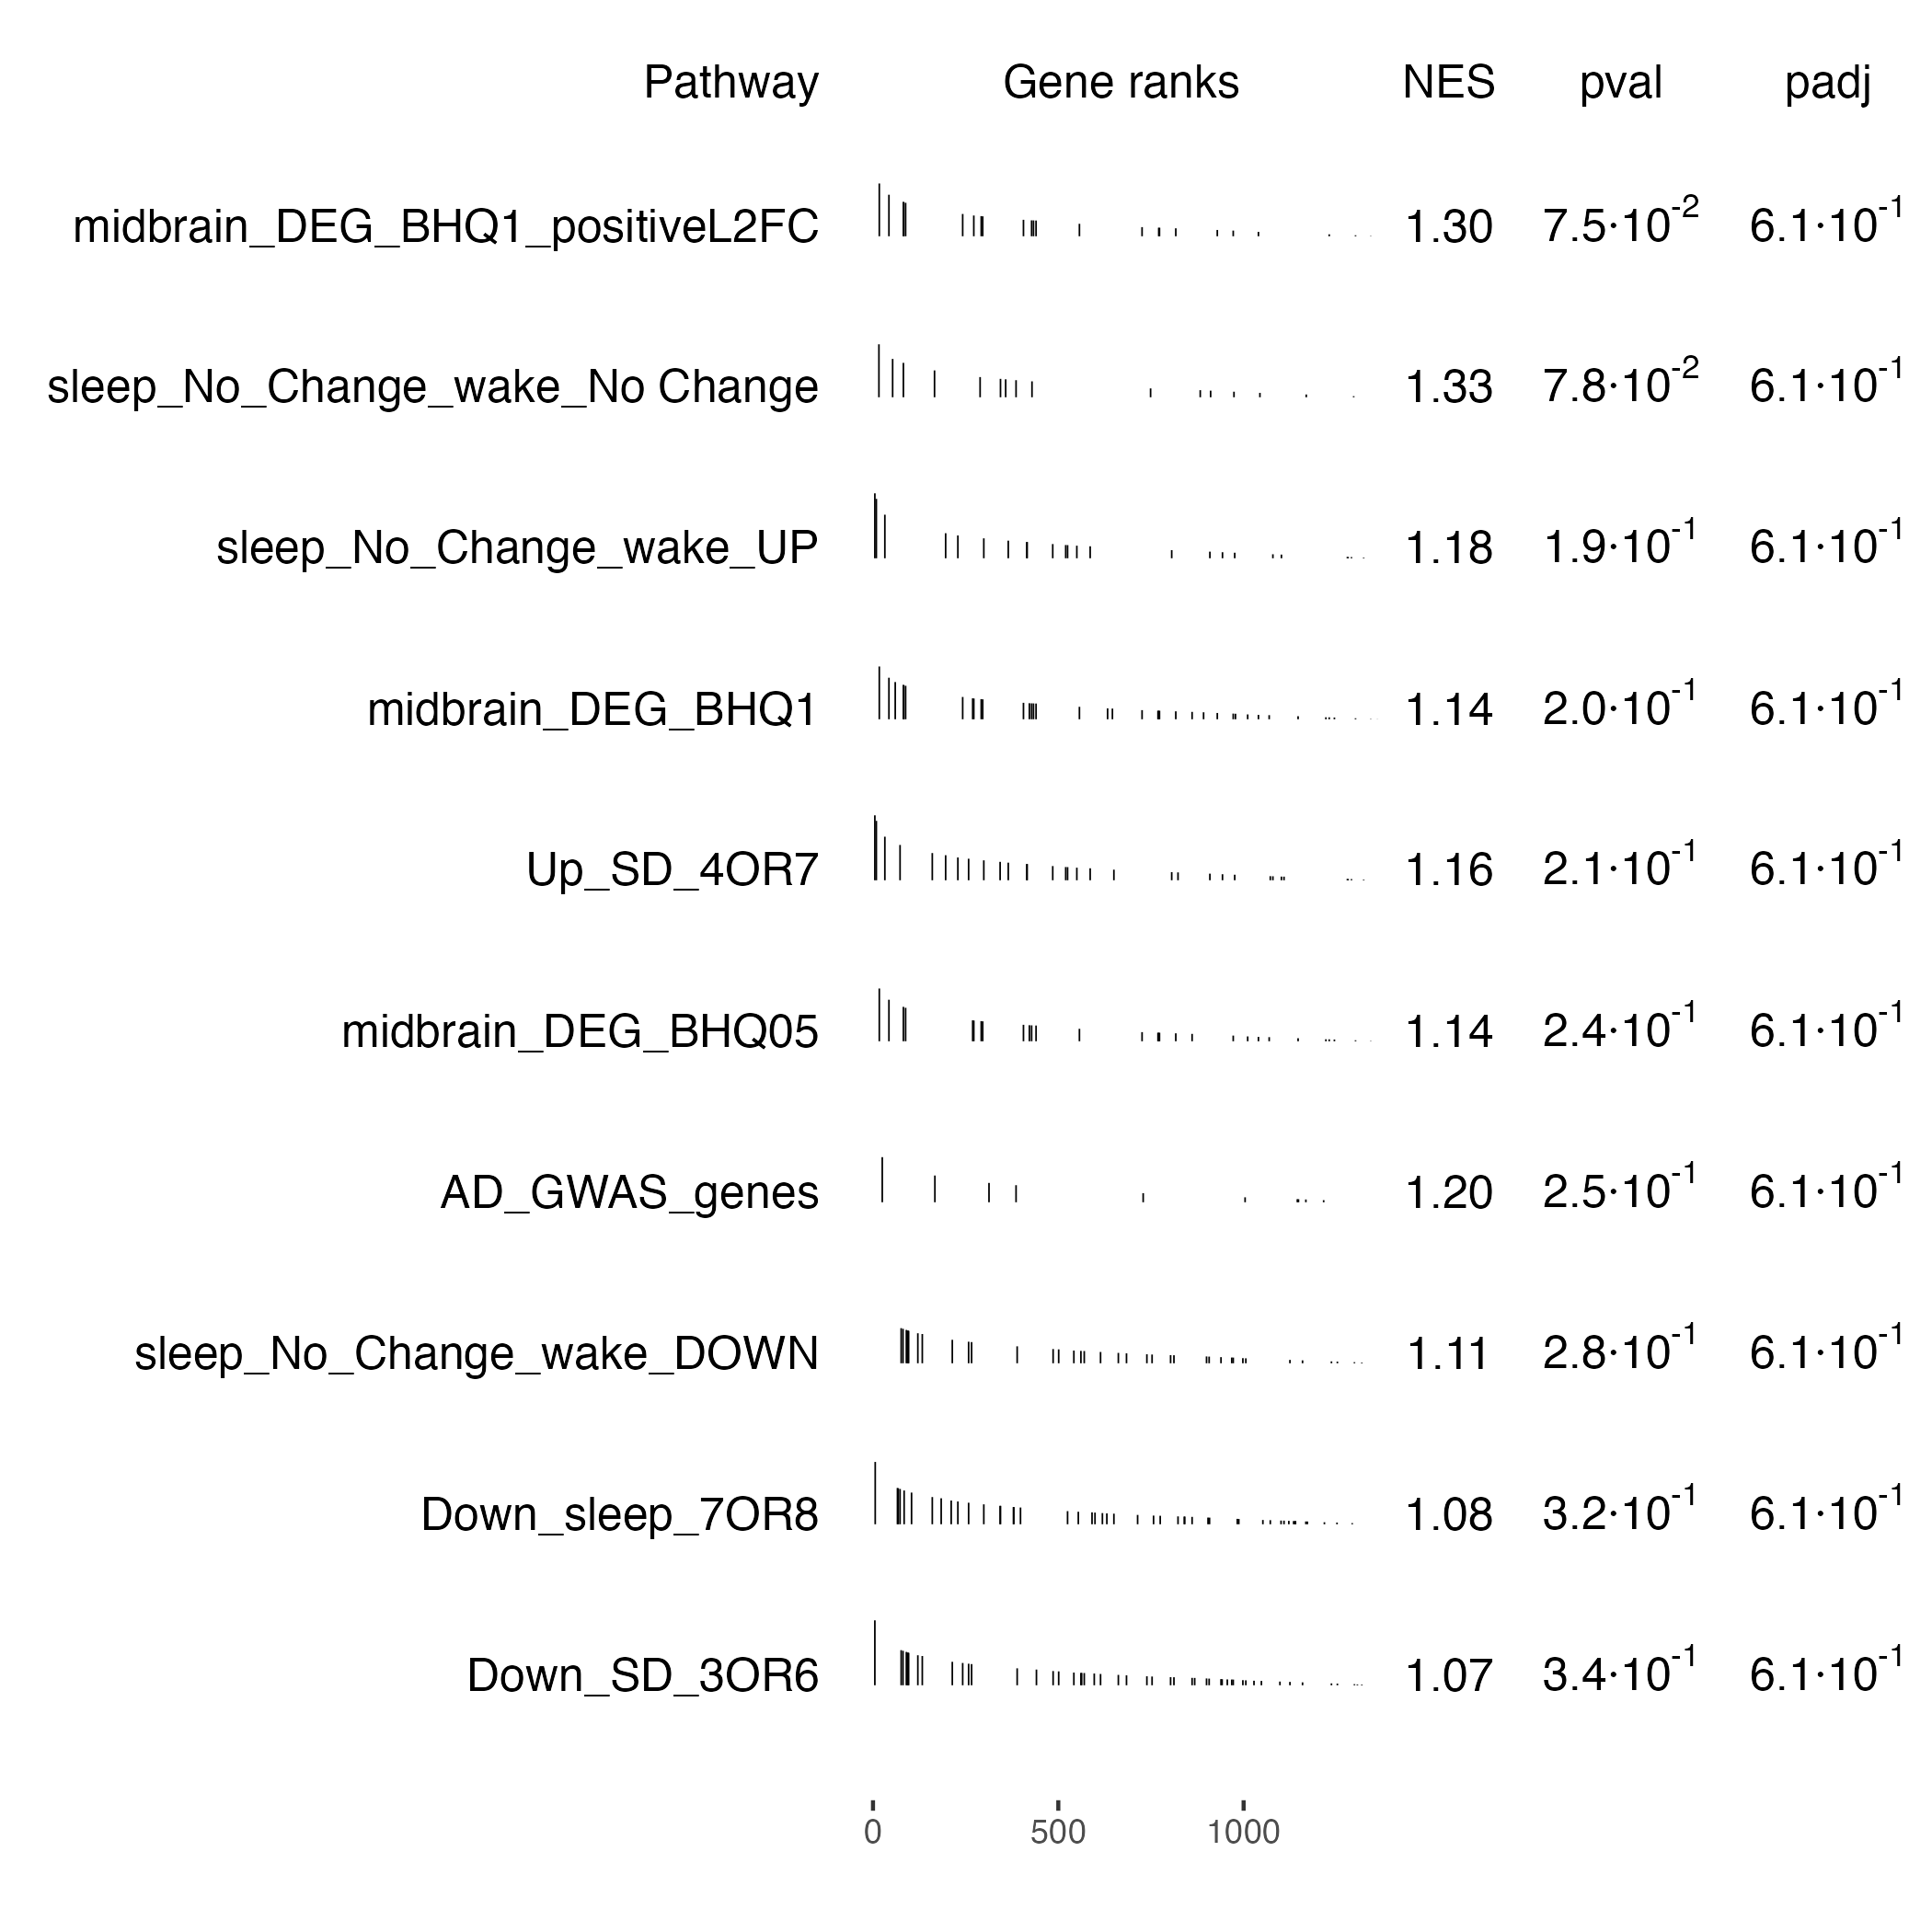 Pathway Gene ranks NES pval padj
midbrain_DEG_BHQ1_positiveL2FC 1.30 7.5·10-2 6.1·10-1
sleep_No_Change_wake_No Change 1.33 7.8·10-2 6.1·10-1
sleep_No_Change_wake_UP 1.18 1.9·10-1 6.1·10-1
midbrain_DEG_BHQ1 1.14 2.0·10-1 6.1·10-1
Up_SD_4OR7 1.16 2.1·10-1 6.1·10-1
midbrain_DEG_BHQ05 1.14 2.4·10-1 6.1·10-1
AD_GWAS_genes 1.20 2.5·10-1 6.1·10-1
sleep_No_Change_wake_DOWN 1.11 2.8·10-1 6.1·10-1
Down_sleep_7OR8 1.08 3.2·10-1 6.1·10-1
Down_SD_3OR6 1.07 3.4·10-1 6.1·10-1
0 500 1000